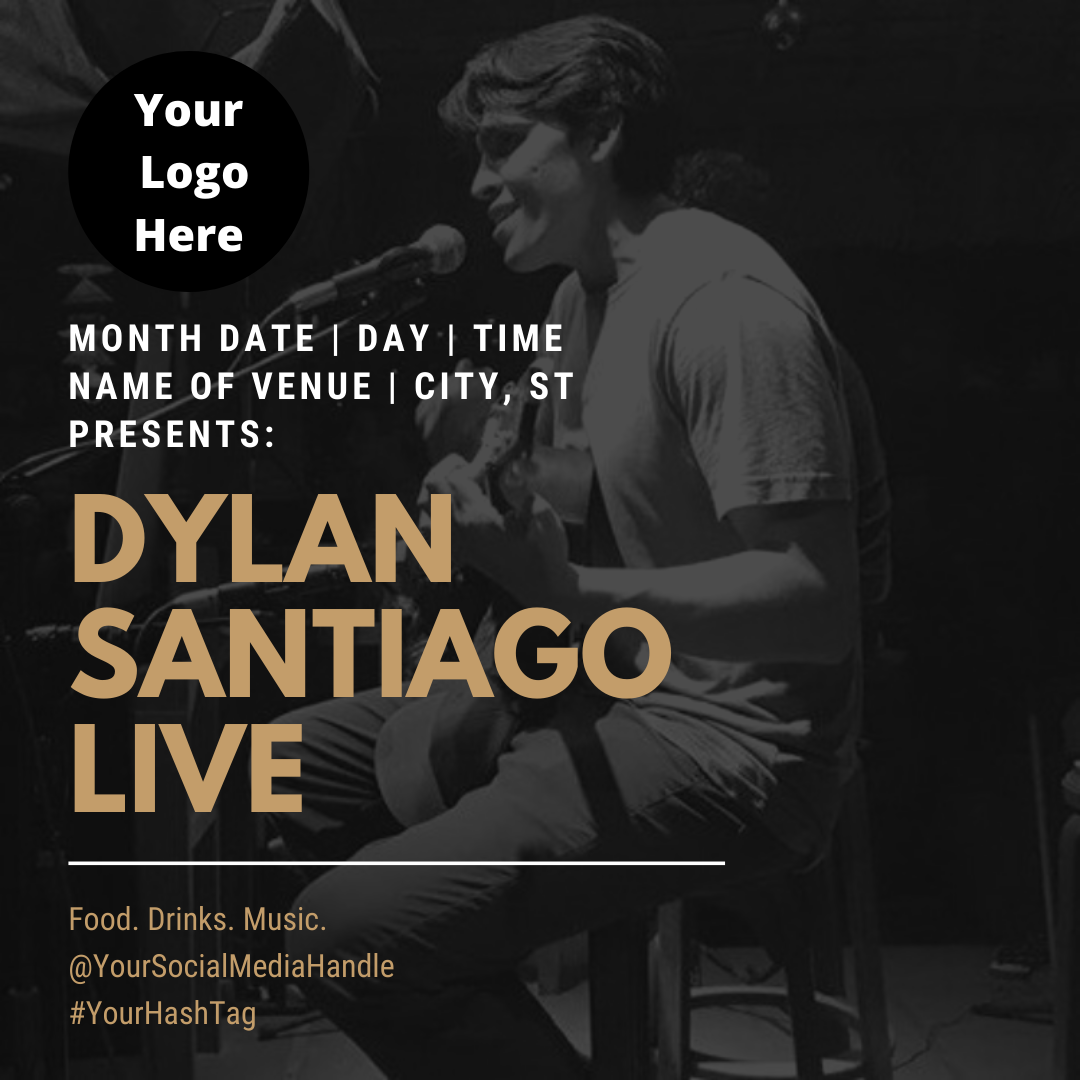 Your
Logo
Here
MONTH DATE | DAY | TIME
NAME OF VENUE | CITY, ST
PRESENTS:
DYLAN
SANTIAGO
LIVE
Food. Drinks. Music.
@YourSocialMediaHandle
#YourHashTag